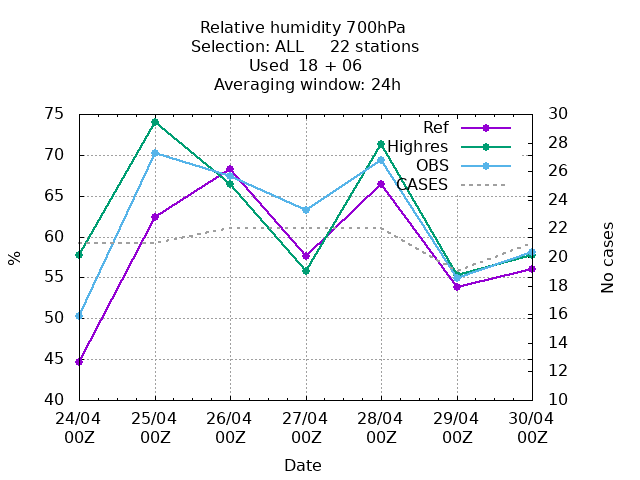 Relative humidity 700hPa
Selection: ALL     22 stations
Used  18 + 06
Averaging window: 24h
75
70
65
60
55
50
45
40
%
30
28
26
24
22
20
18
16
14
12
10
No cases
Ref
Highres
OBS
CASES
24/04
00Z
25/04
00Z
26/04
00Z
27/04
00Z
28/04
00Z
29/04
00Z
30/04
00Z
Date